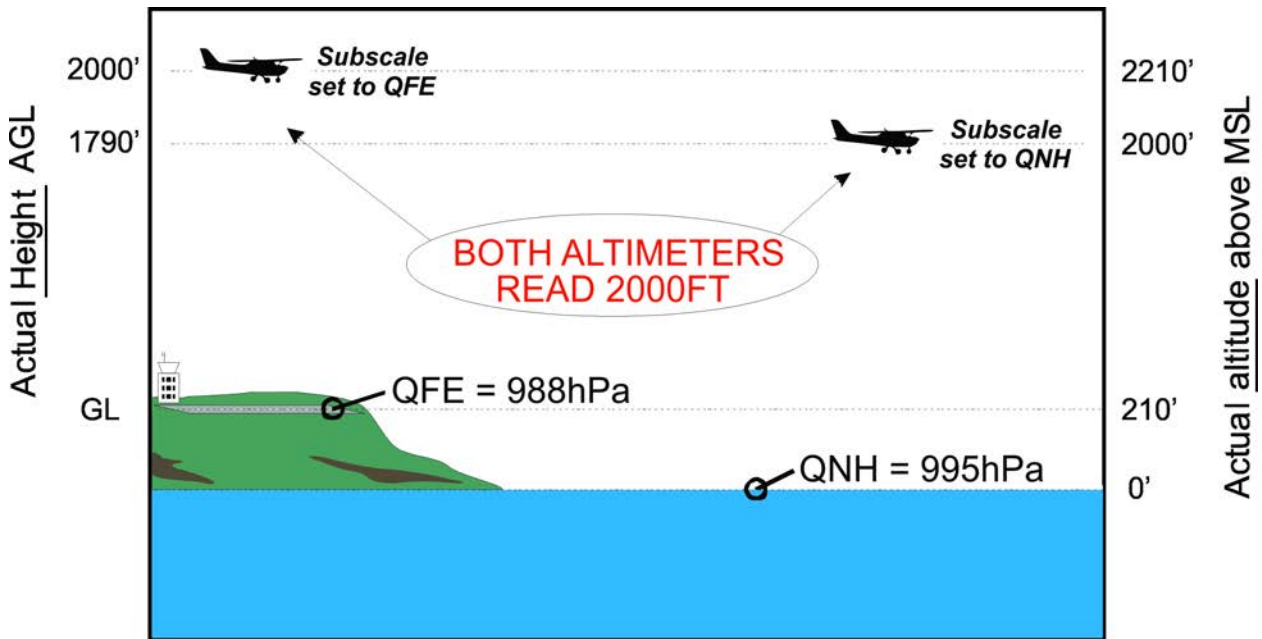 Actual Height AGL
2000'
1790'
GL
Subscale
set to QFE
Subscale
set to QNH
BOTH ALTIMETERS
READ 2000FT
QFE = 988hPa
QNH = 995hPa
2210'
2000'
210'
0'
Actual altitude above MSL